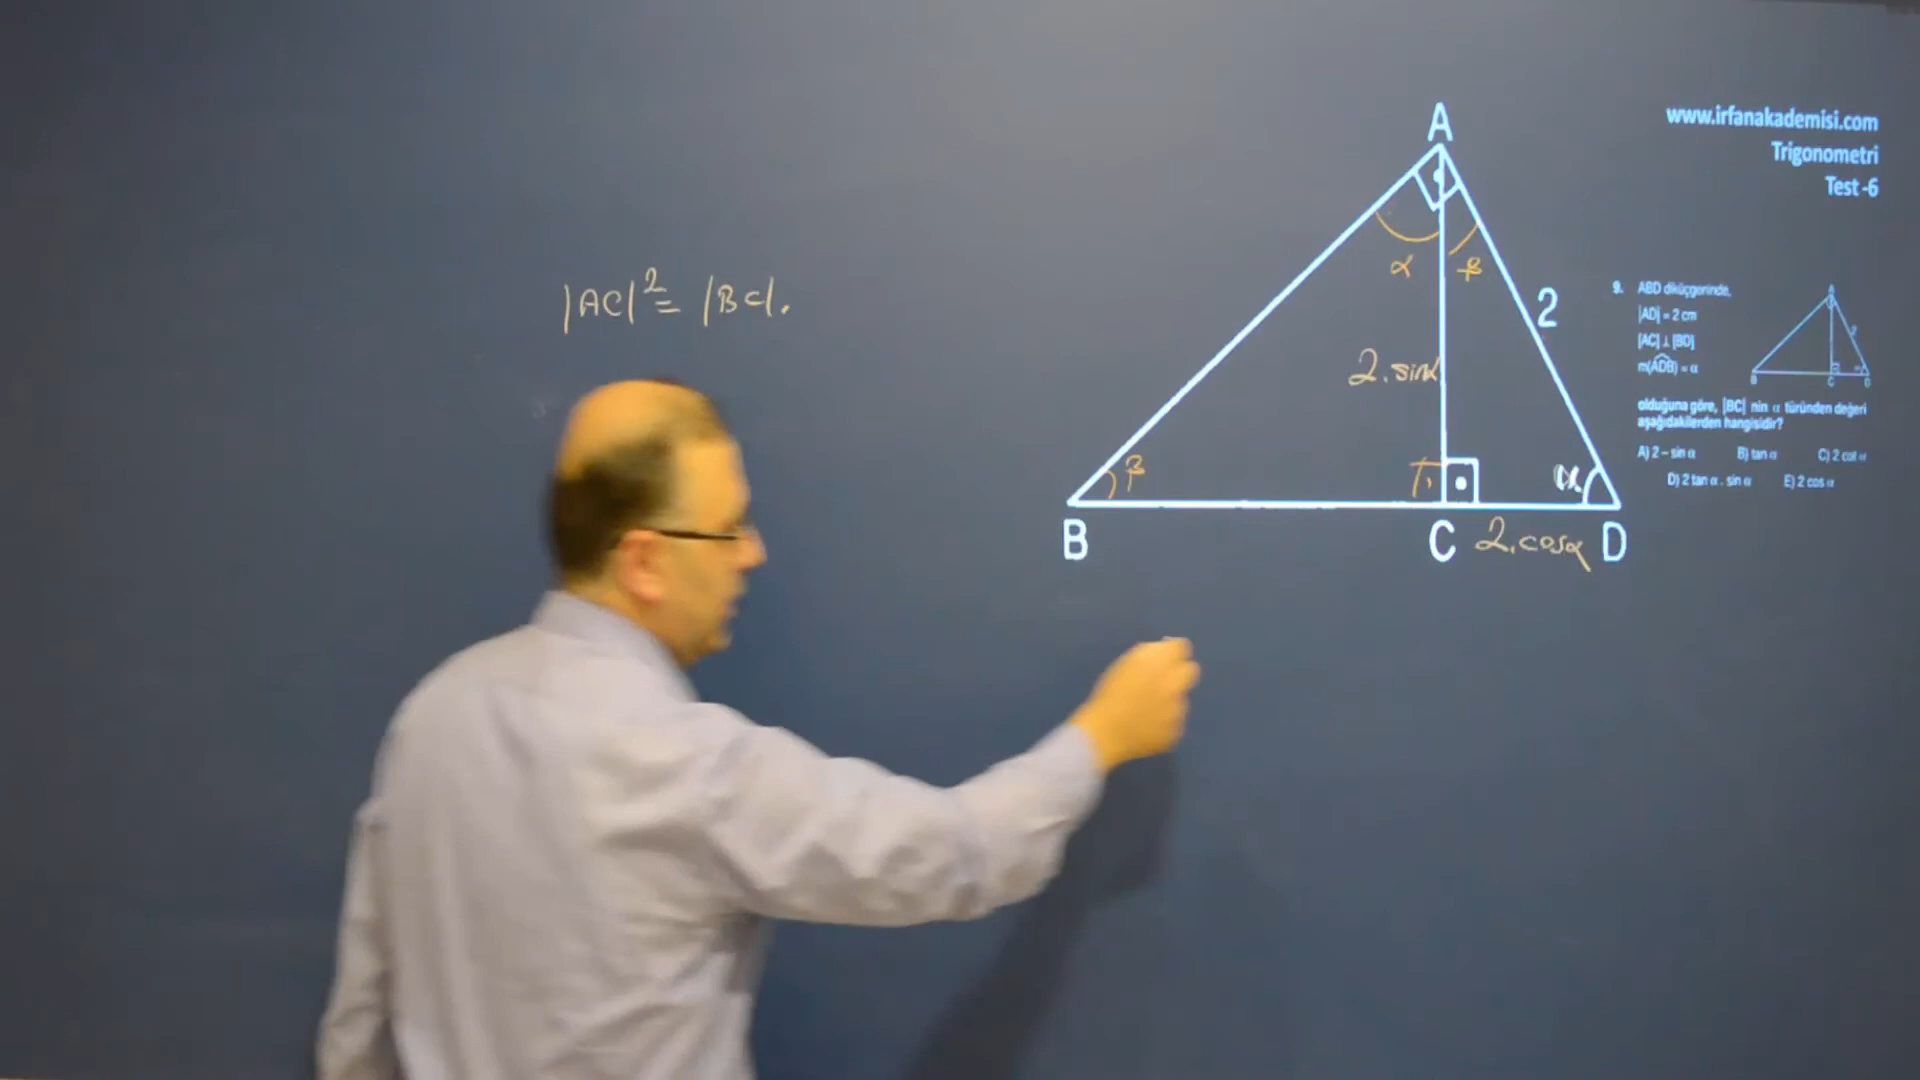 |AC|² = |BC|.
A
α β
2
2.sinα
β
α
B
C
2.cosα
D
www.irfanakademisi.com
Trigonometri
Test -6
9. ABD diküçgeninde,
|AD| = 2 cm
[AC] ⊥ [BD]
m(ADB) = α
A
2
B
C
D
olduğuna göre, |BC| nin α türünden değeri
aşağıdakilerden hangisidir?
A) 2 – sin α B) tan α C) 2 cot α
D) 2 tan α . sin α E) 2 cos α